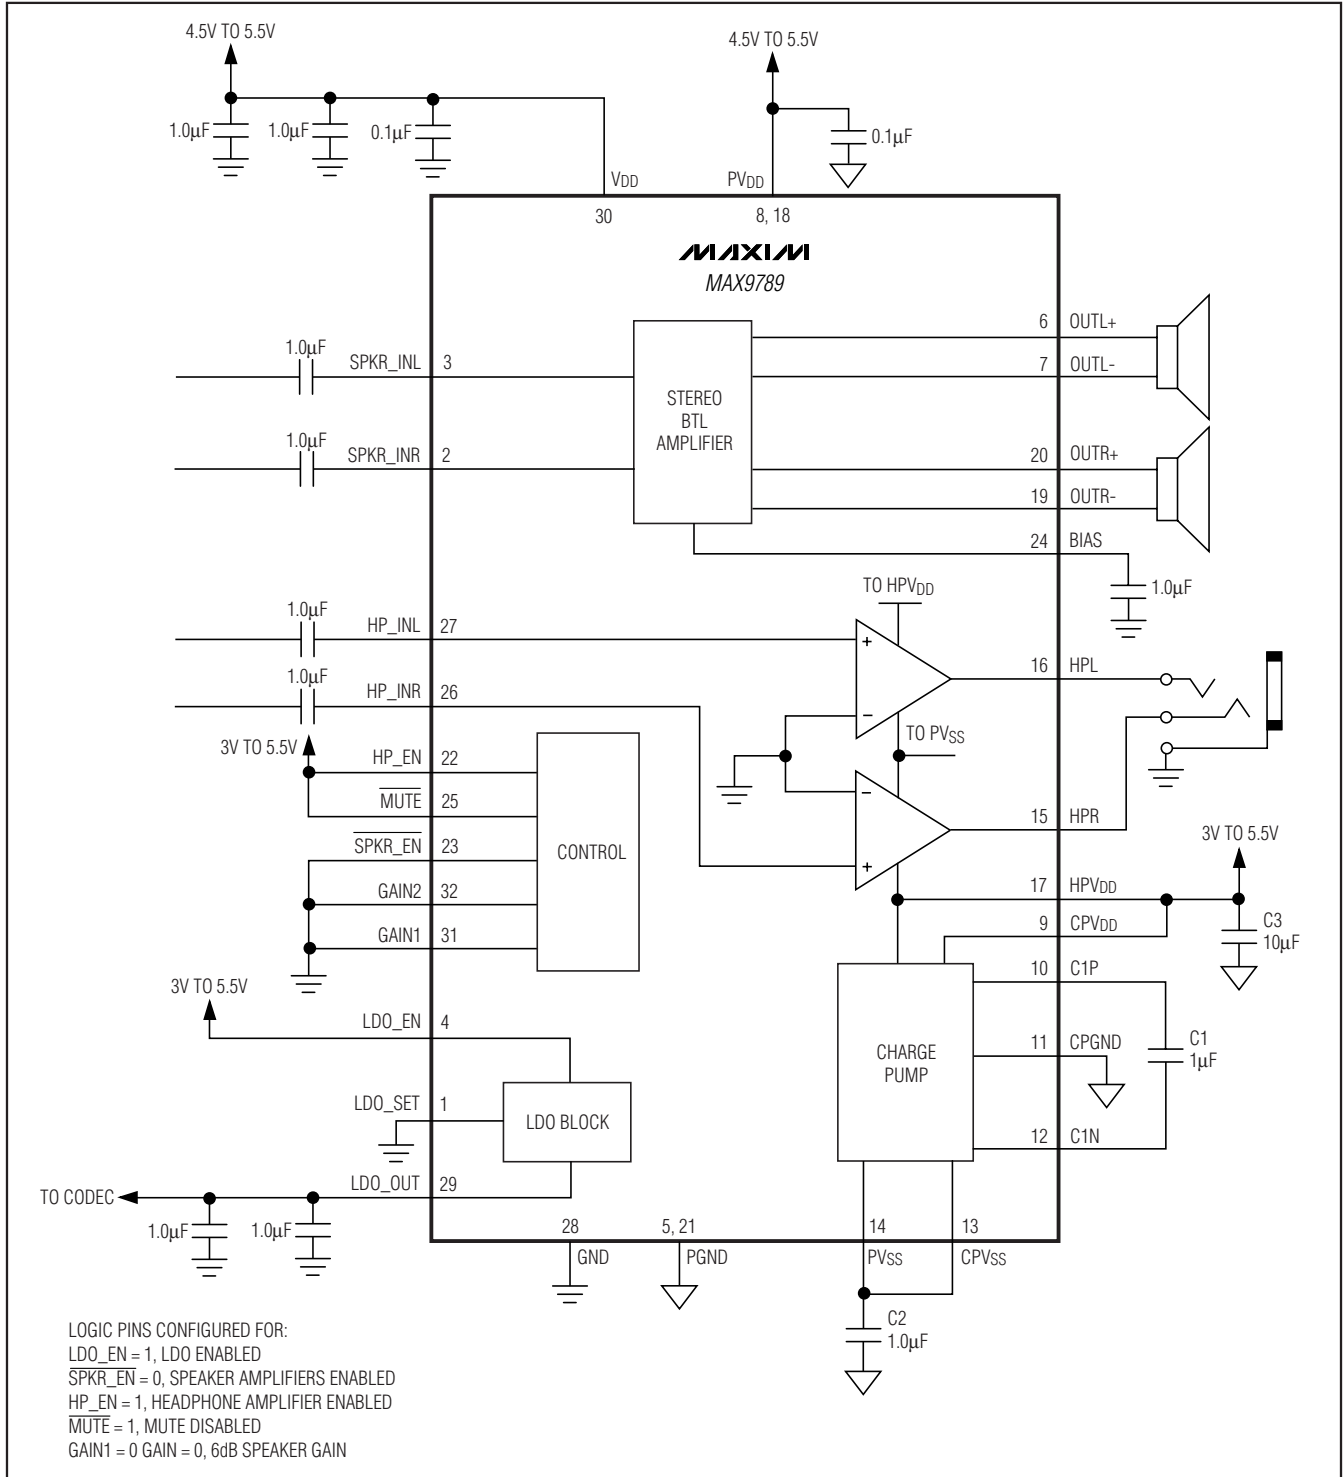 4.5V TO 5.5V
4.5V TO 5.5V
1.0μF
1.0μF
0.1μF
0.1μF
VDD
PVDD
30
8, 18
MAXIM
MAX9789
1.0μF
SPKR_INL
3
1.0μF
SPKR_INR
2
STEREO
BTL
AMPLIFIER
6
OUTL+
7
OUTL-
20
OUTR+
19
OUTR-
24
BIAS
1.0μF
TO HPVDD
1.0μF
HP_INL
27
1.0μF
HP_INR
26
+
−
16
HPL
TO PVSS
3V TO 5.5V
HP_EN
22
MUTE
25
SPKR_EN
23
GAIN2
32
GAIN1
31
CONTROL
−
+
15
HPR
3V TO 5.5V
17
HPVDD
9
CPVDD
C3
10μF
10
C1P
11
CPGND
C1
1μF
12
C1N
CHARGE
PUMP
3V TO 5.5V
LDO_EN
4
LDO_SET
1
LDO BLOCK
LDO_OUT
29
TO CODEC
1.0μF
1.0μF
28
GND
5, 21
PGND
14
PVSS
13
CPVSS
C2
1.0μF
LOGIC PINS CONFIGURED FOR:
LDO_EN = 1, LDO ENABLED
SPKR_EN = 0, SPEAKER AMPLIFIERS ENABLED
HP_EN = 1, HEADPHONE AMPLIFIER ENABLED
MUTE = 1, MUTE DISABLED
GAIN1 = 0 GAIN = 0, 6dB SPEAKER GAIN